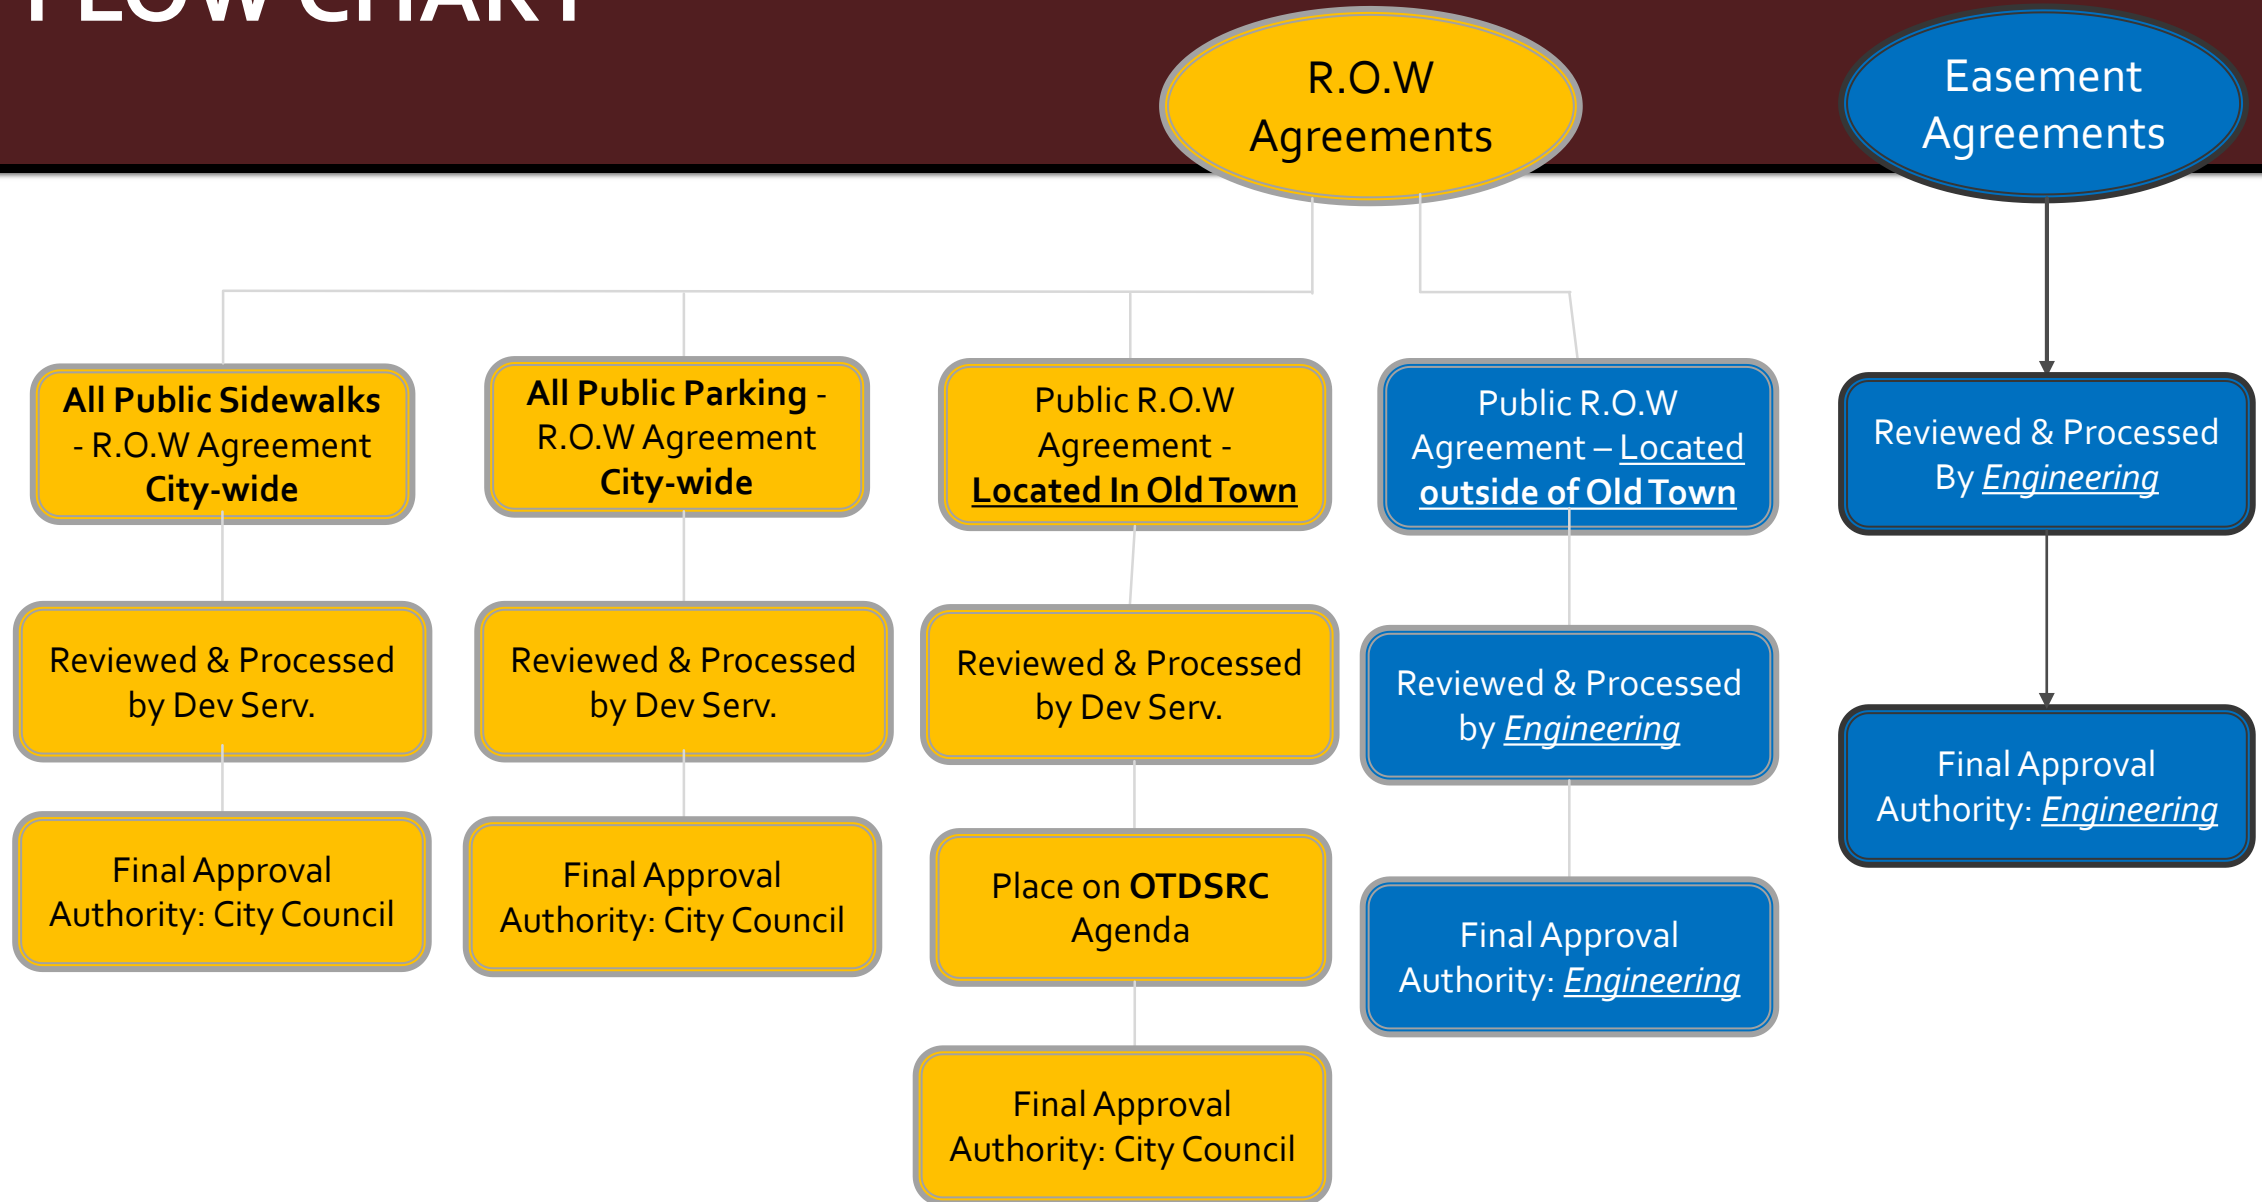 FLOW CHART
R.O.W
Agreements
Easement
Agreements
All Public Sidewalks
- R.O.W Agreement
City-wide
All Public Parking -
R.O.W Agreement
City-wide
Public R.O.W
Agreement -
Located In Old Town
Public R.O.W
Agreement – Located
outside of Old Town
Reviewed & Processed
By Engineering
Reviewed & Processed
by Dev Serv.
Reviewed & Processed
by Dev Serv.
Reviewed & Processed
by Dev Serv.
Reviewed & Processed
by Engineering
Final Approval
Authority: Engineering
Final Approval
Authority: City Council
Final Approval
Authority: City Council
Place on OTDSRC
Agenda
Final Approval
Authority: Engineering
Final Approval
Authority: City Council